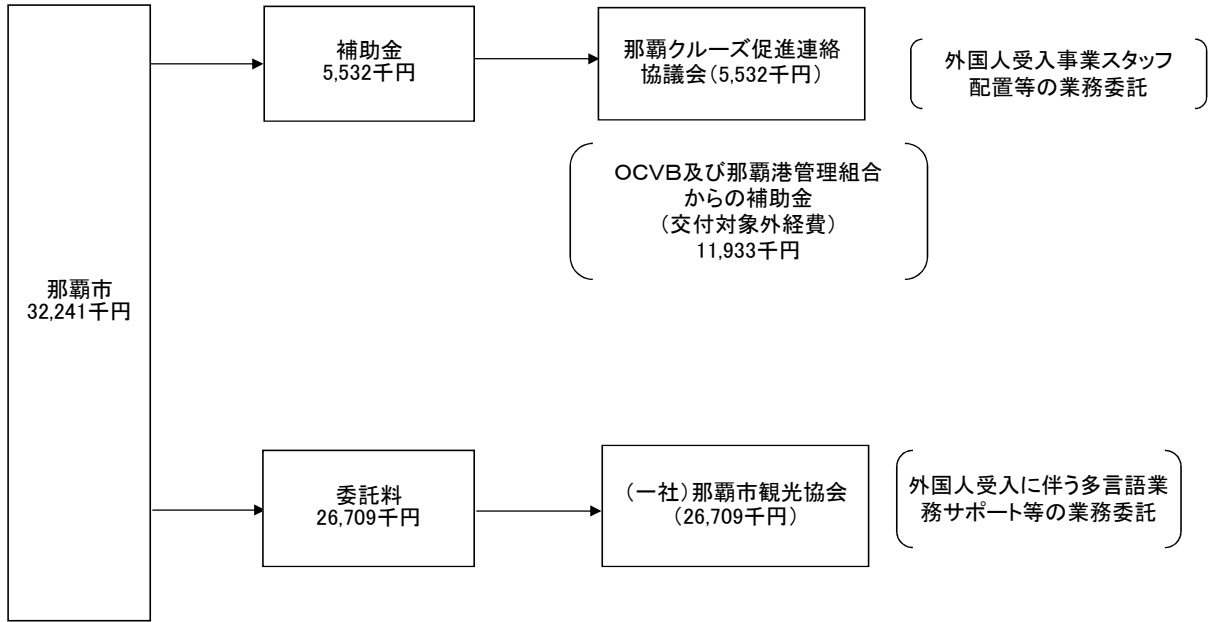 那覇市
32,241千円
補助金
5,532千円
那覇クルーズ促進連絡
協議会(5,532千円)
外国人受入事業スタッフ
配置等の業務委託
OCVB及び那覇港管理組合
からの補助金
(交付対象外経費)
11,933千円
委託料
26,709千円
(一社)那覇市観光協会
(26,709千円)
外国人受入に伴う多言語業
務サポート等の業務委託